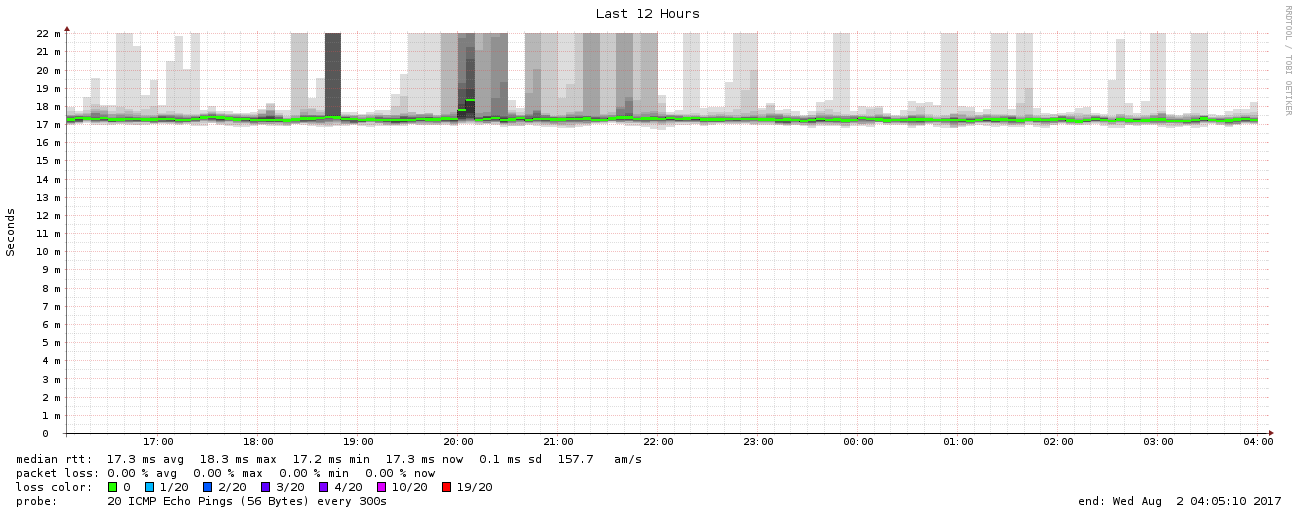 Last 12 Hours
RRDTOOL / TOBI OETIKER
Seconds
22 m
21 m
20 m
19 m
18 m
17 m
16 m
15 m
14 m
13 m
12 m
11 m
10 m
9 m
8 m
7 m
6 m
5 m
4 m
3 m
2 m
1 m
0
17:00 18:00 19:00 20:00 21:00 22:00 23:00 00:00 01:00 02:00 03:00 04:00
median rtt: 17.3 ms avg 18.3 ms max 17.2 ms min 17.3 ms now 0.1 ms sd 157.7 am/s
packet loss: 0.00 % avg 0.00 % max 0.00 % min 0.00 % now
loss color: 0 1/20 2/20 3/20 4/20 10/20 19/20
probe: 20 ICMP Echo Pings (56 Bytes) every 300s end: Wed Aug 2 04:05:10 2017